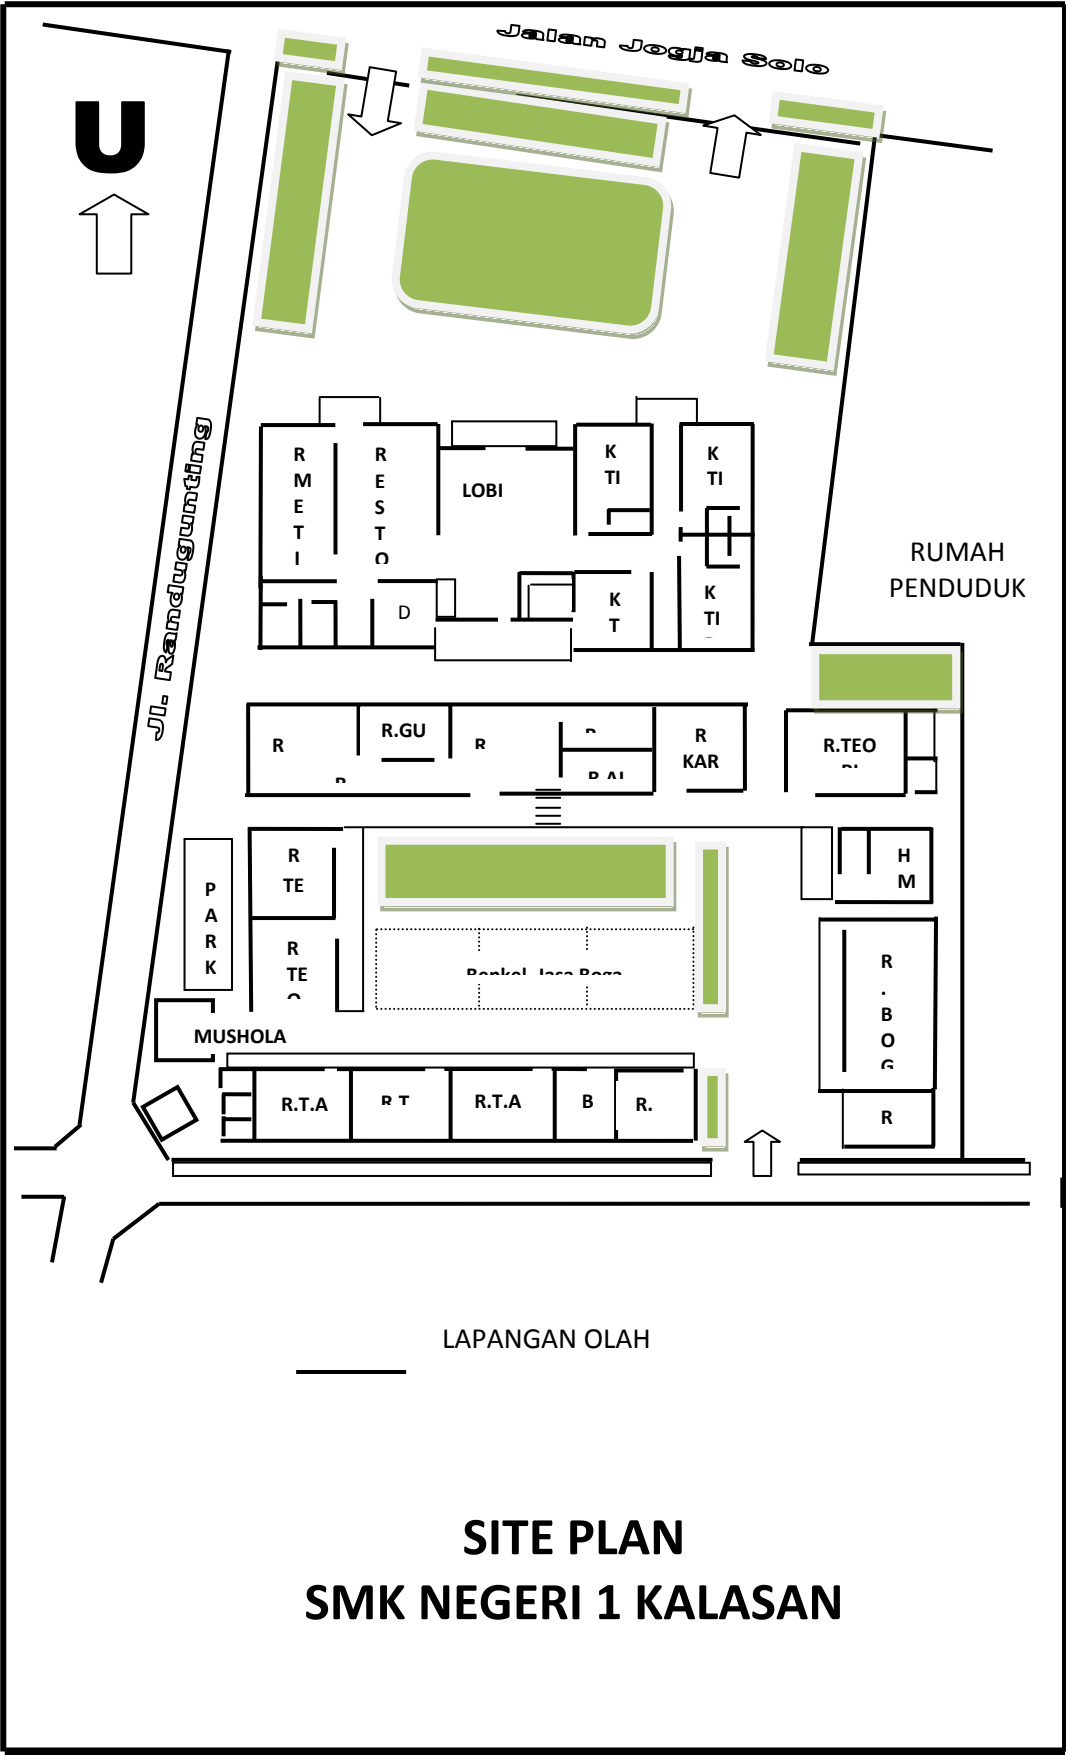 Jalan Jogja Solo
U
Jl. Randugunting
R
M
E
T
I
R
E
S
T
O
LOBI
K
TI
K
TI
D
K
T
K
TI
RUMAH
PENDUDUK
R
R.GU
R
KAR
R.TEO
R
TE
H
M
P
A
R
K
R
TE
R
.
B
O
G
MUSHOLA
R.T.A
R.T
R.T.A
B
R.
R
LAPANGAN OLAH
SITE PLAN
SMK NEGERI 1 KALASAN